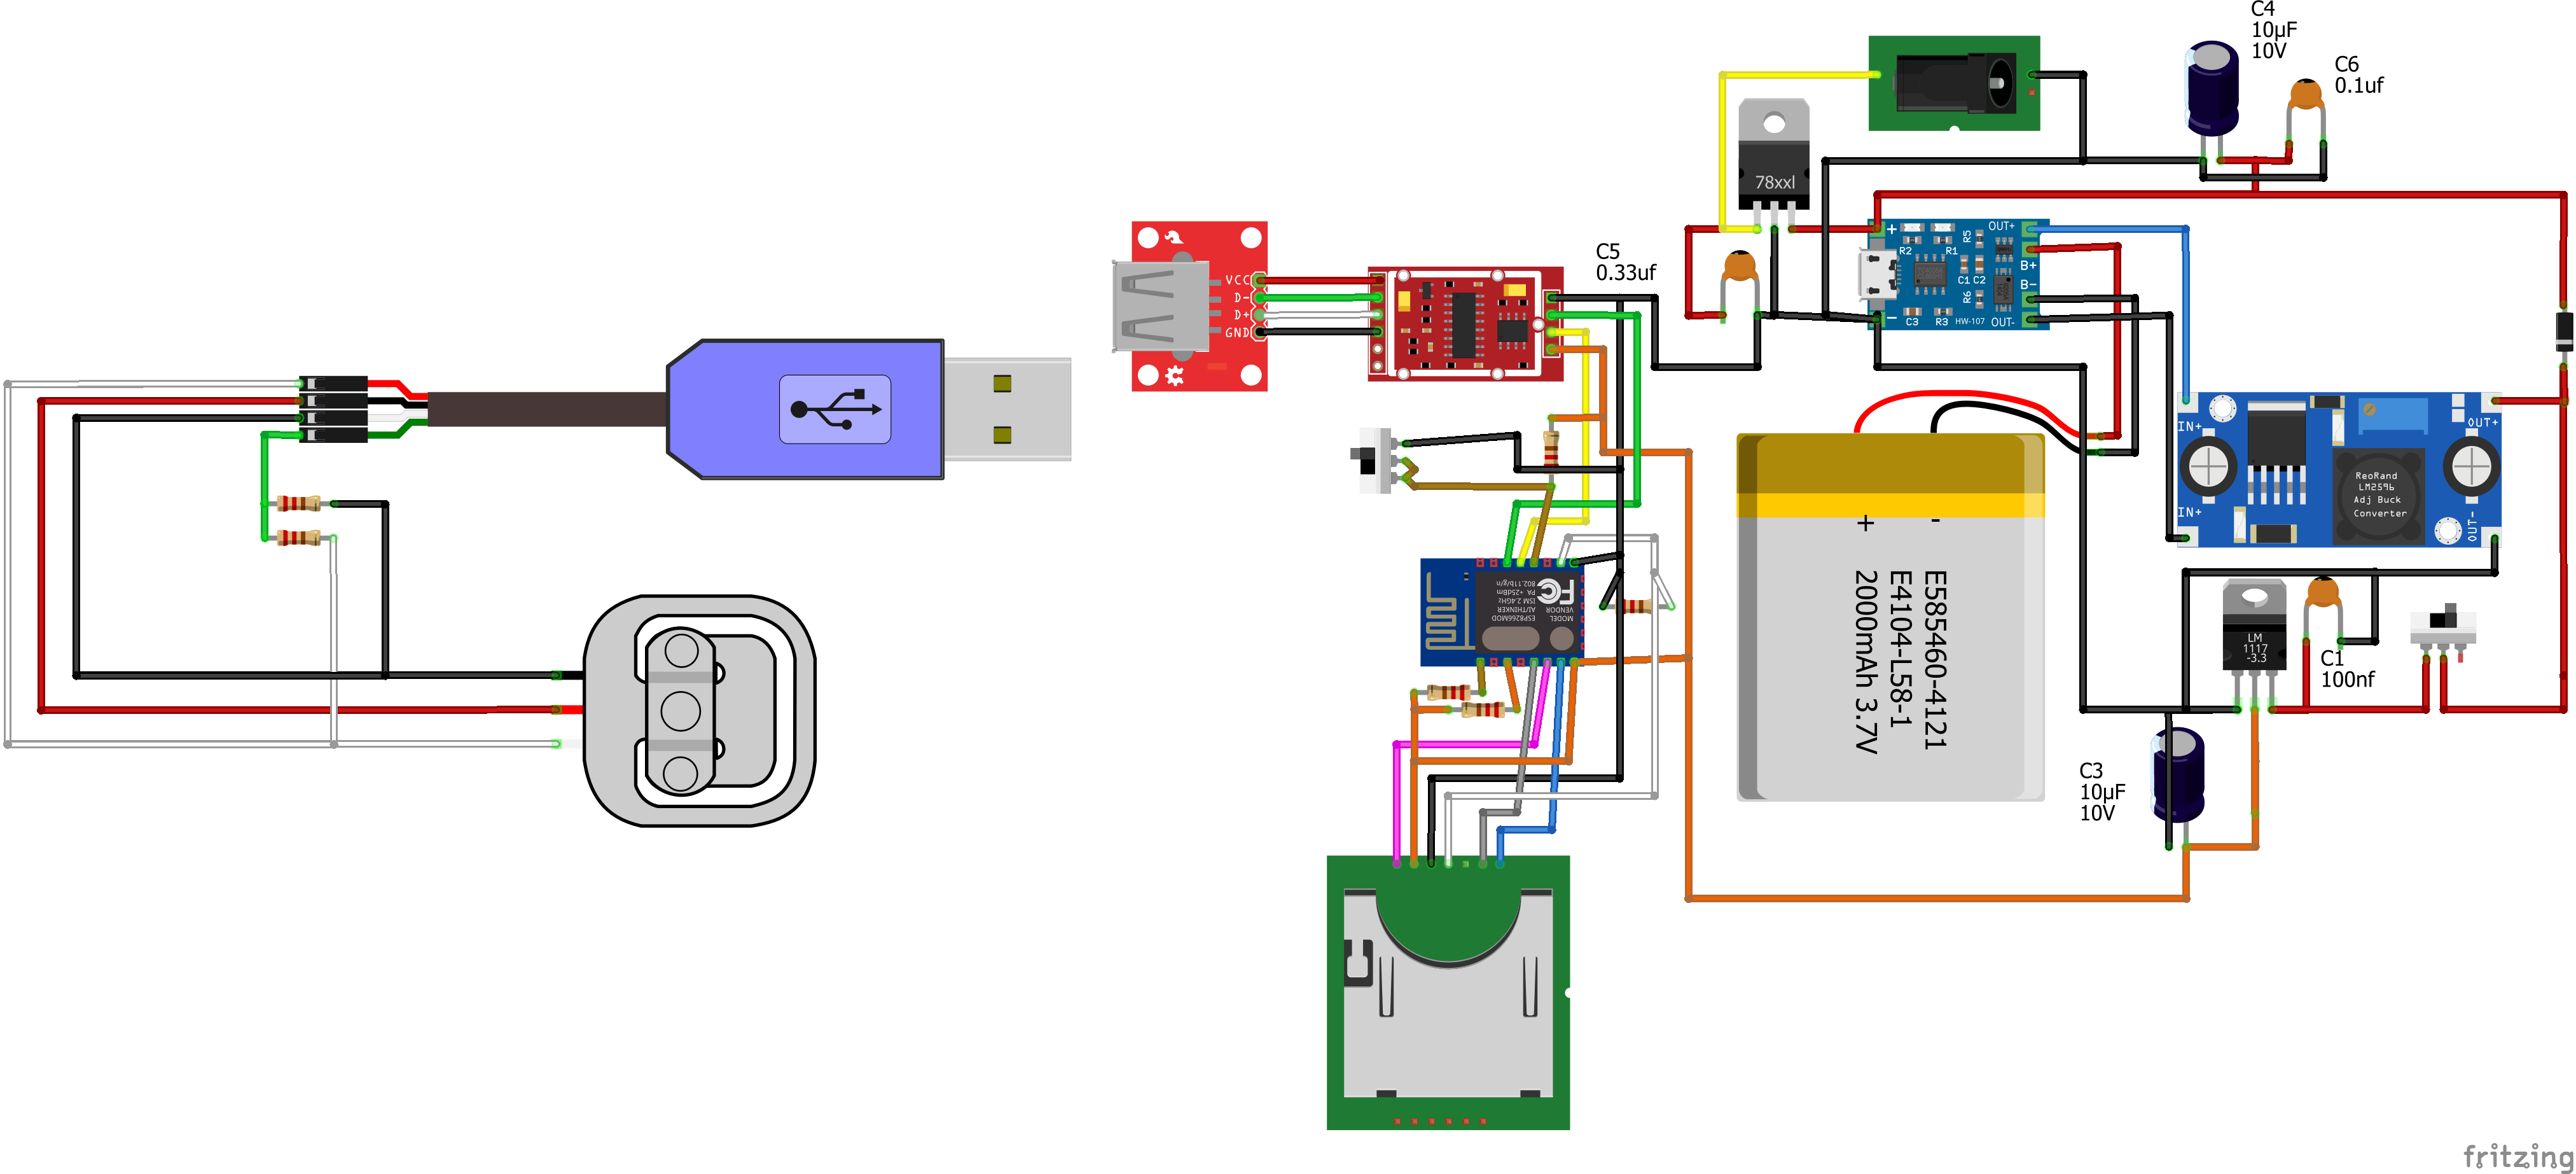 C4
10µF
10V
C6
0.1uf
78xxl
C5
0.33uf
VCC
D-
D+
GND
+
OUT+
R2
R1
R5
B+
C1 C2
B-
R6
-
C3
R3
HW-107
OUT-
IN+
OUT+
ReoRand
LM2596
Adj Buck
Converter
IN+
OUT-
+
-
E585460-4121
E4104-L58-1
2000mAh 3.7V
MODEL
VENDOR
ESP8266MOD
AI/THINKER
ISM 2.4GHz
PA +25dBm
802.11b/g/n
LM
1117
-3.3
C1
100nf
C3
10µF
10V
fritzing